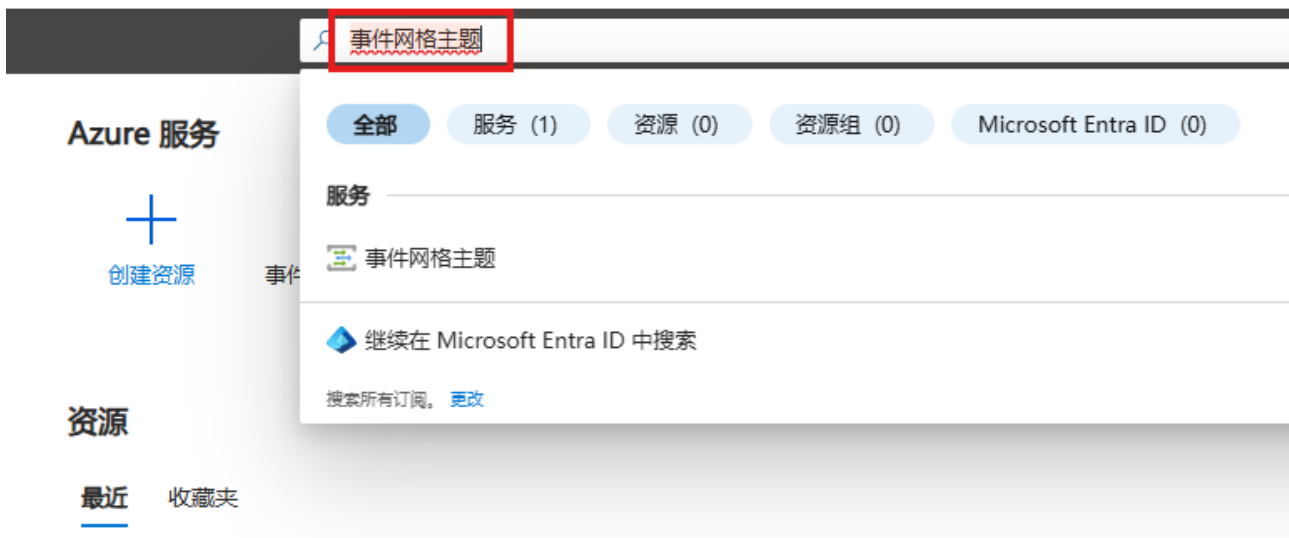 事件网格主题
全部 服务 (1) 资源 (0) 资源组 (0) Microsoft Entra ID (0)
Azure 服务
服务
事件网格主题
创建资源 事件
继续在 Microsoft Entra ID 中搜索
搜索所有订阅。 更改
资源
最近 收藏夹